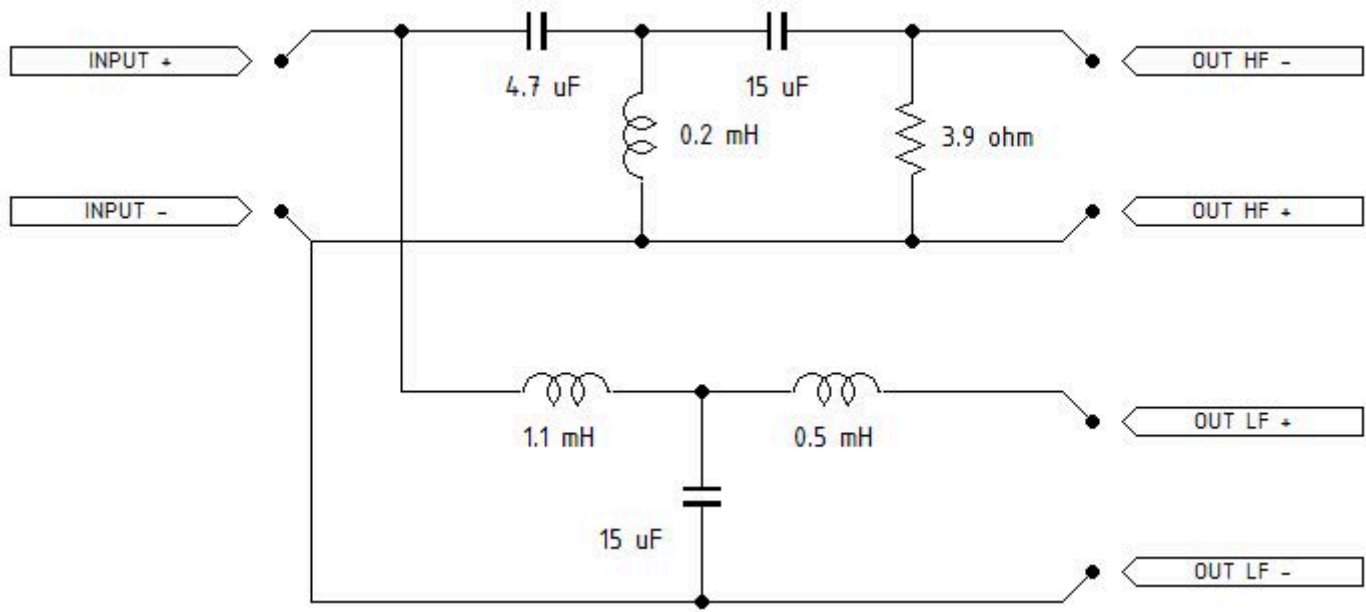 INPUT +
4.7 uF
15 uF
OUT HF -
0.2 mH
3.9 ohm
INPUT -
OUT HF +
1.1 mH
0.5 mH
OUT LF +
15 uF
OUT LF -